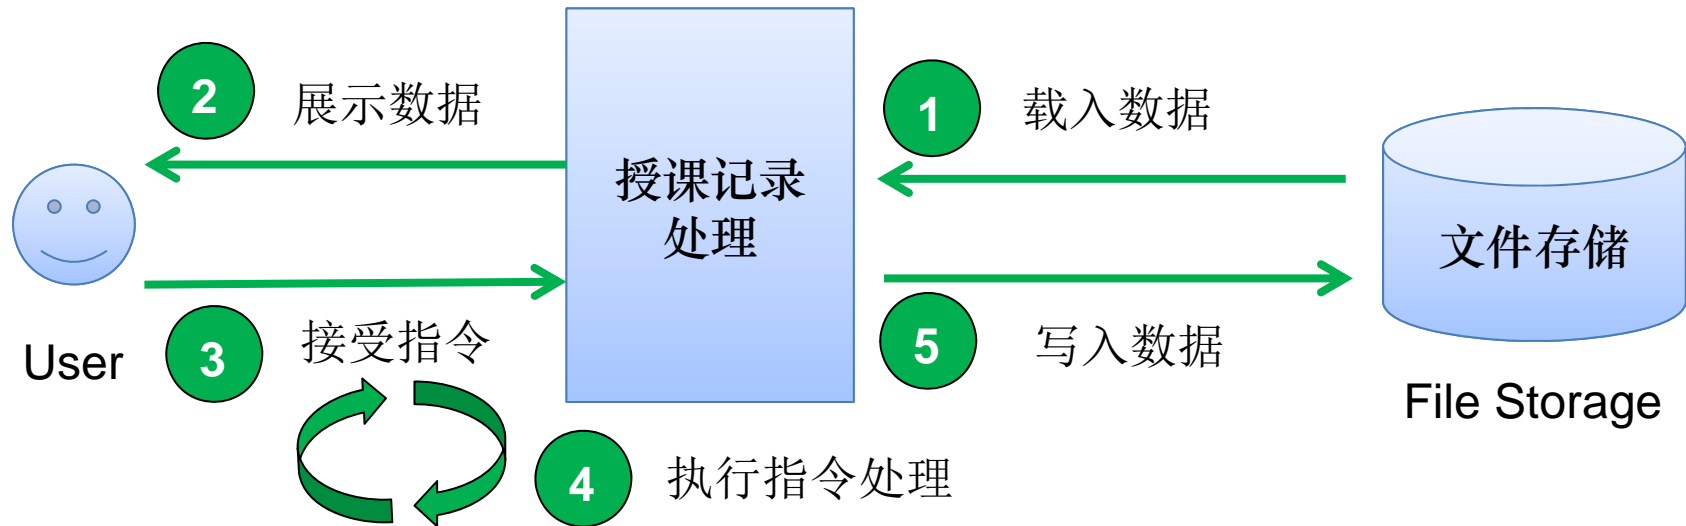 2
展示数据
1
载入数据
授课记录
处理
文件存储
User
3
接受指令
5
写入数据
File Storage
4
执行指令处理